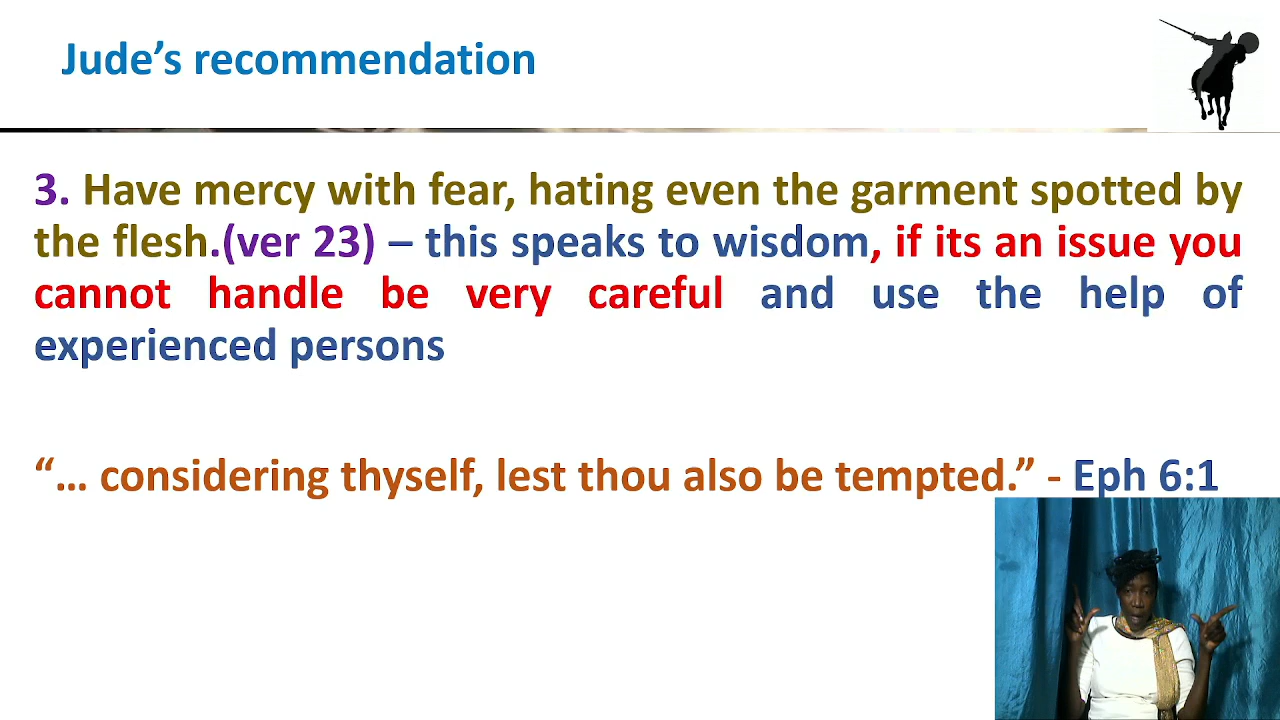 Jude’s recommendation
3. Have mercy with fear, hating even the garment spotted by
the flesh.(ver 23) – this speaks to wisdom, if its an issue you
cannot handle be very careful and use the help of
experienced persons
“… considering thyself, lest thou also be tempted.” - Eph 6:1